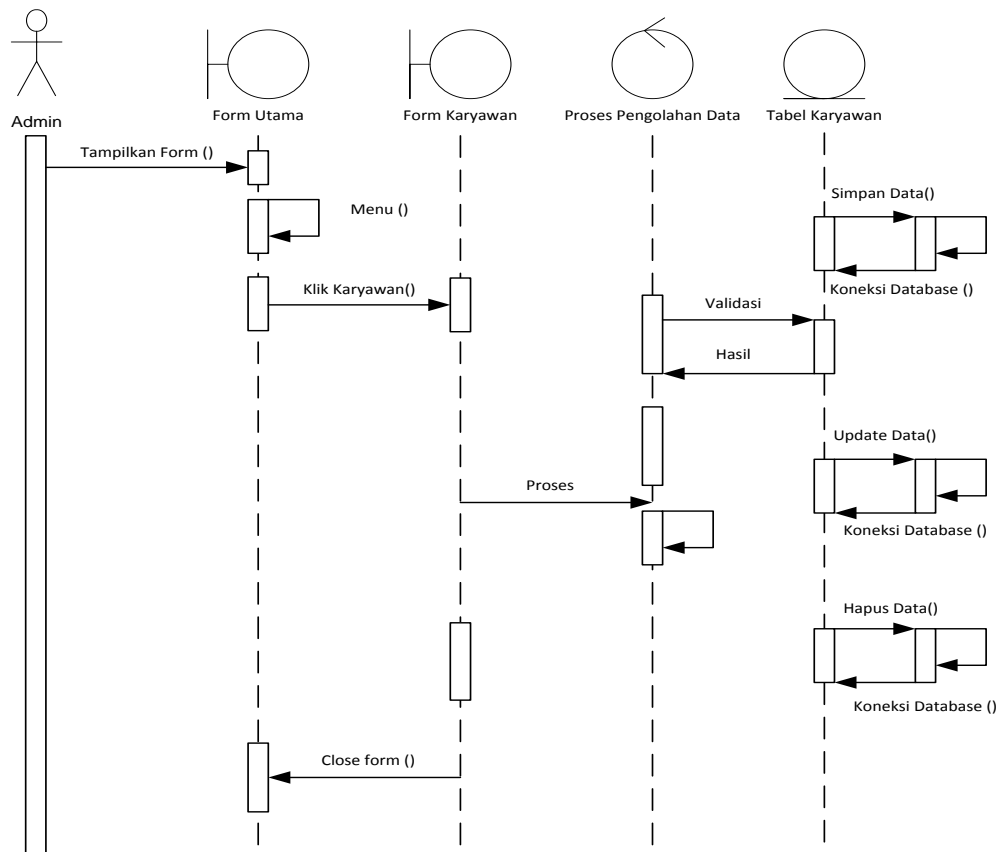 Admin
Form Utama
Form Karyawan
Proses Pengolahan Data
Tabel Karyawan
Tampilkan Form ()
Simpan Data()
Menu ()
Klik Karyawan()
Koneksi Database ()
Validasi
Hasil
Update Data()
Proses
Koneksi Database ()
Hapus Data()
Koneksi Database ()
Close form ()